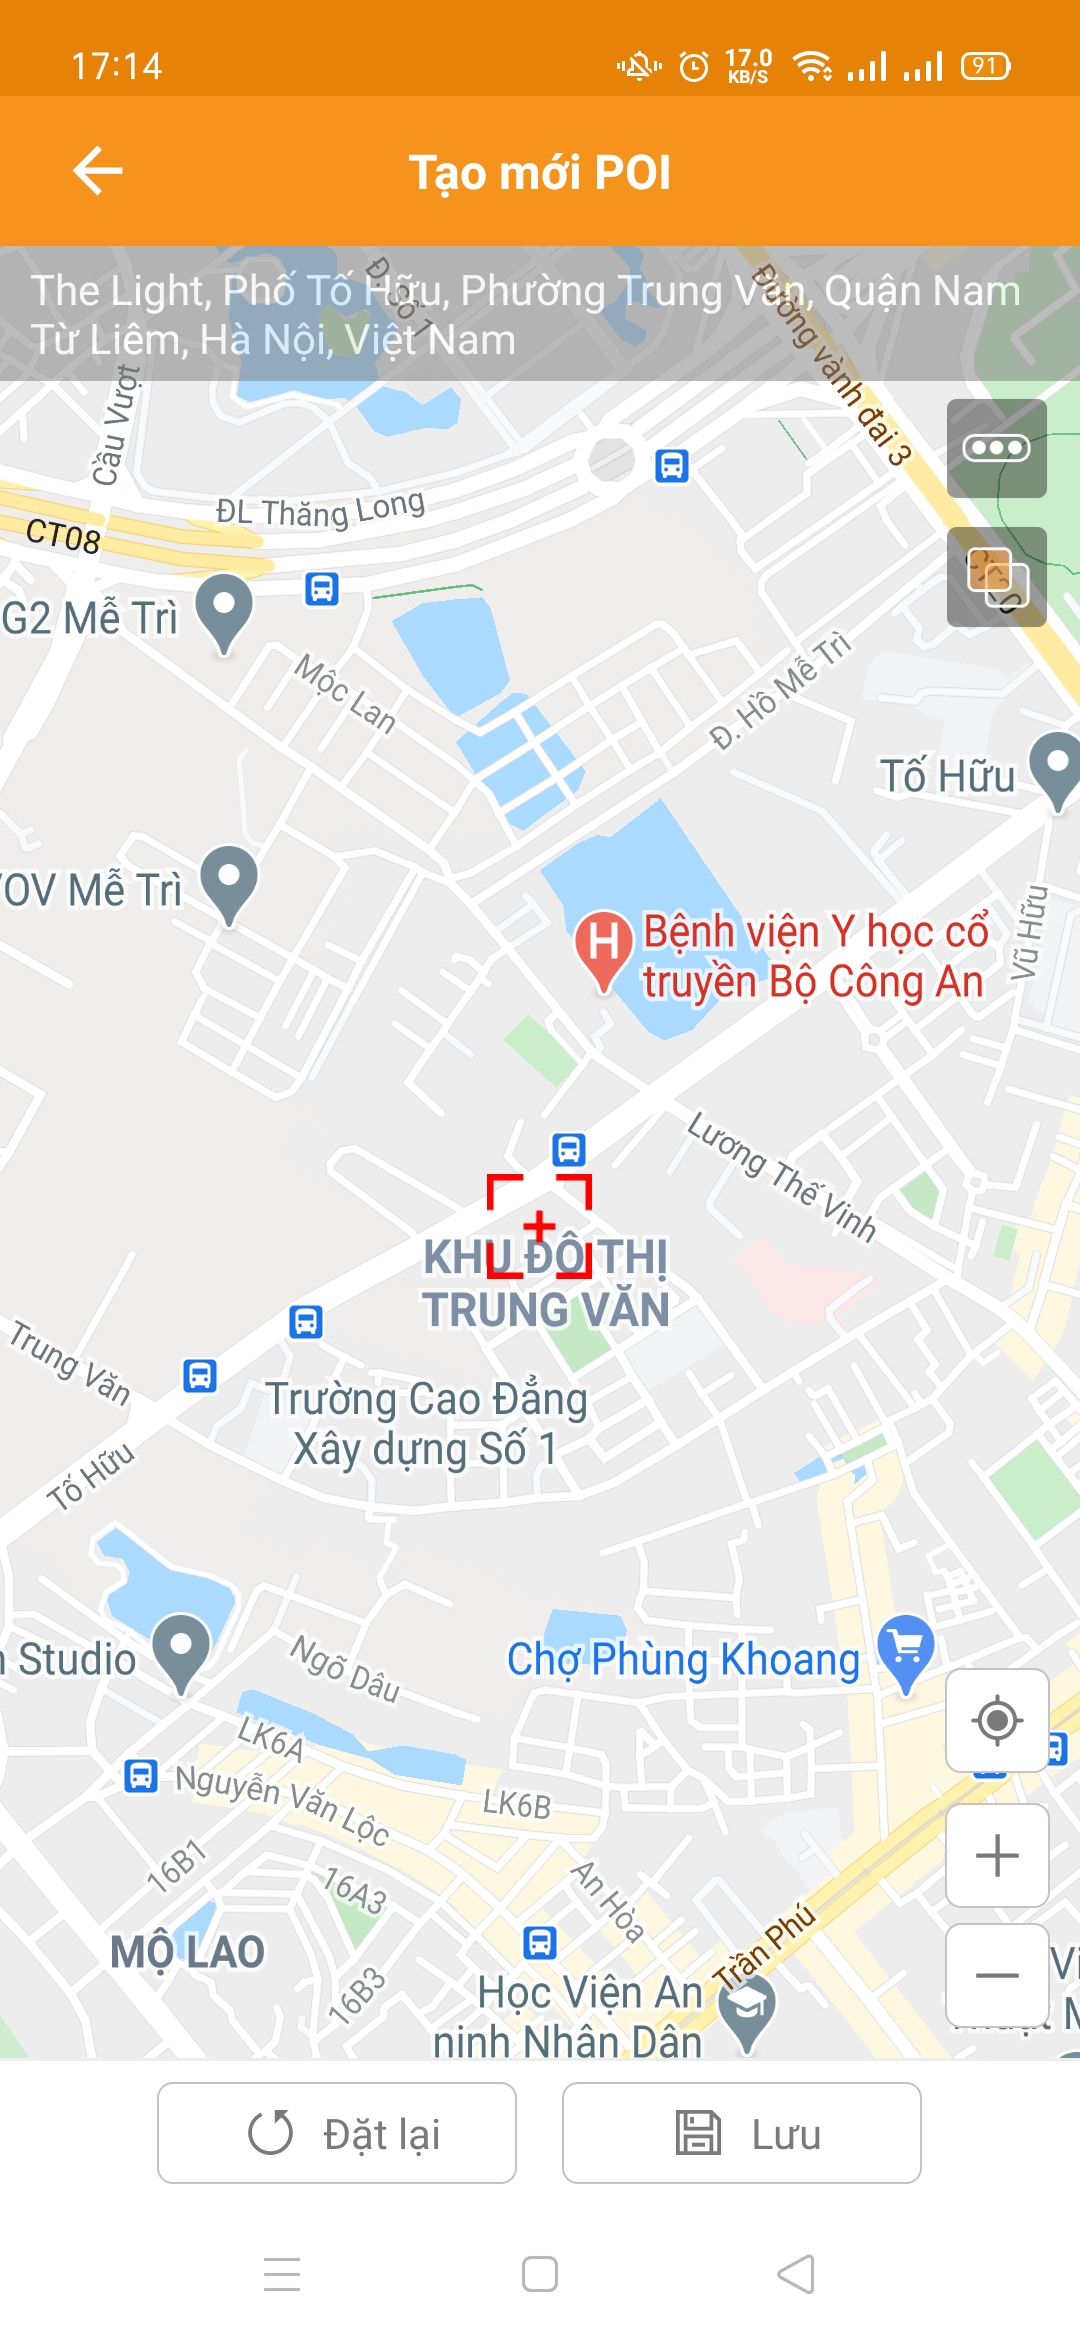 17:14
17.0
KB/S
91
Tạo mới POI
The Light, Phố Tố Hữu, Phường Trung Văn, Quận Nam
Từ Liêm, Hà Nội, Việt Nam
Đ. Số 1
Đường vành đai 3
Cầu Vượt
ĐL Thăng Long
CT08
CT20
G2 Mễ Trì
Mộc Lan
Đ. Hồ Mễ Trì
Tố Hữu
VOV Mễ Trì
Vũ Hữu
Bệnh viện Y học cổ
truyền Bộ Công An
Lương Thế Vinh
KHU ĐÔ THỊ
TRUNG VĂN
Trung Văn
Trường Cao Đẳng
Xây dựng Số 1
Tố Hữu
Studio
Ngõ Dâu
Chợ Phùng Khoang
LK6A
Nguyễn Văn Lộc
LK6B
16B1
16A3
An Hòa
MỘ LAO
16B3
Trần Phú
Học Viện An
ninh Nhân Dân
Đặt lại
Lưu